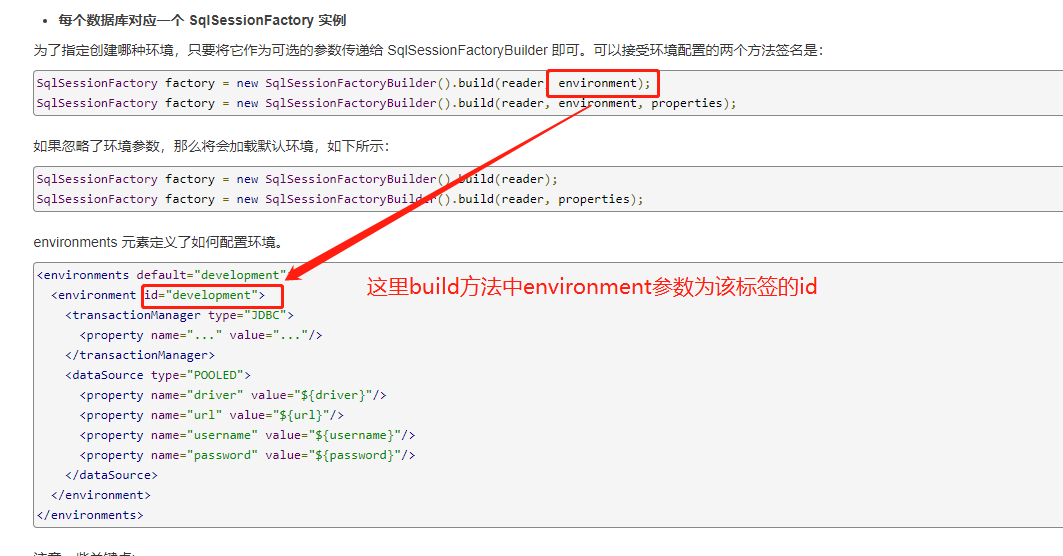 • 每个数据库对应一个 SqlSessionFactory 实例
为了指定创建哪种环境，只要将它作为可选的参数传递给 SqlSessionFactoryBuilder 即可。可以接受环境配置的两个方法签名是：
SqlSessionFactory factory = new SqlSessionFactoryBuilder().build(reader, environment);
SqlSessionFactory factory = new SqlSessionFactoryBuilder().build(reader, environment, properties);
如果忽略了环境参数，那么将会加载默认环境，如下所示：
SqlSessionFactory factory = new SqlSessionFactoryBuilder().build(reader);
SqlSessionFactory factory = new SqlSessionFactoryBuilder().build(reader, properties);
environments 元素定义了如何配置环境。
<environments default="development">
<environment id="development">
这里build方法中environment参数为该标签的id
<transactionManager type="JDBC">
<property name="..." value="..."/>
</transactionManager>
<dataSource type="POOLED">
<property name="driver" value="${driver}"/>
<property name="url" value="${url}"/>
<property name="username" value="${username}"/>
<property name="password" value="${password}"/>
</dataSource>
</environment>
</environments>